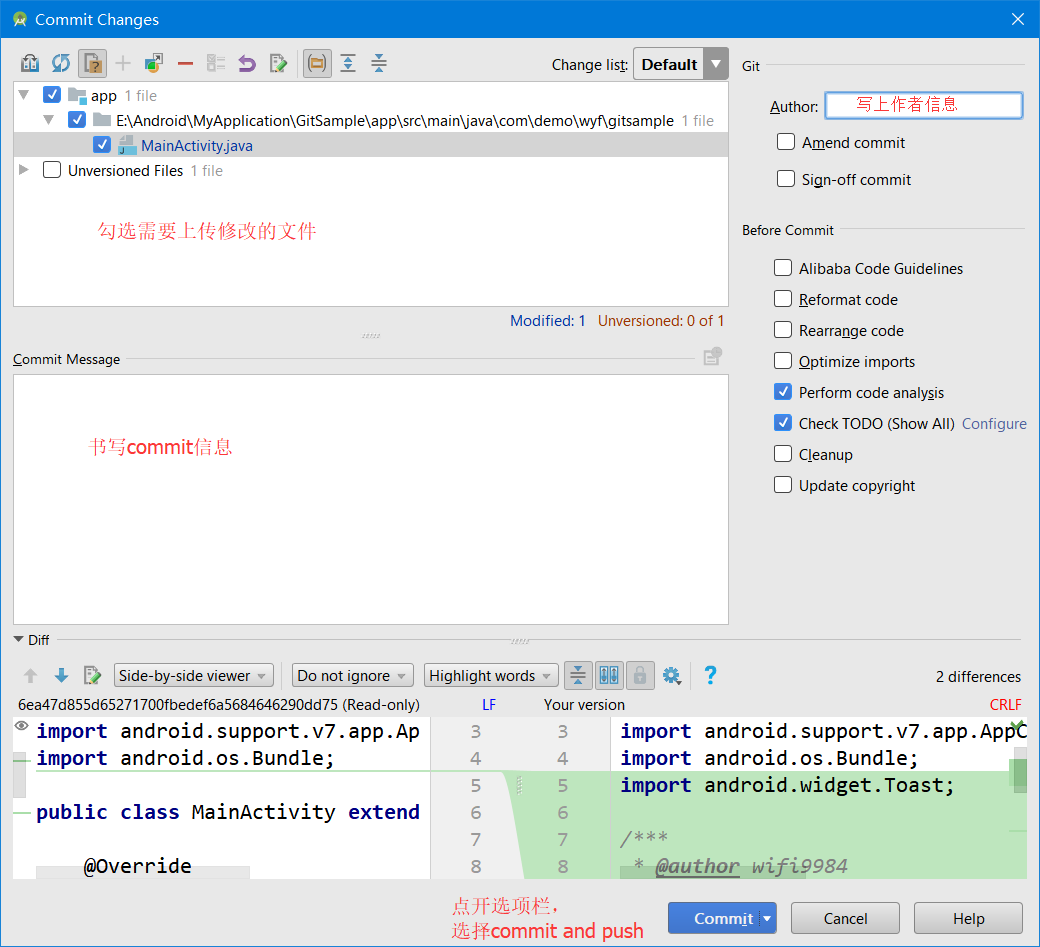 Commit Changes
Change list: Default
app 1 file
E:\Android\MyApplication\GitSample\app\src\main\java\com\demo\wyf\gitsample 1 file
MainActivity.java
Unversioned Files 1 file
勾选需要上传修改的文件
Modified: 1 Unversioned: 0 of 1
Git
Author: 写上作者信息
Amend commit
Sign-off commit
Before Commit
Alibaba Code Guidelines
Reformat code
Rearrange code
Optimize imports
Perform code analysis
Check TODO (Show All) Configure
Cleanup
Update copyright
Commit Message
书写commit信息
Diff
Side-by-side viewer Do not ignore Highlight words ? 2 differences
6ea47d855d65271700fbedef6a5684646290dd75 (Read-only) LF Your version CRLF
import android.support.v7.app.Ap 3 3 import android.support.v7.app.AppC
import android.os.Bundle; 4 4 import android.os.Bundle;
5 5 import android.widget.Toast;
public class MainActivity extend 6 6
7 7 /***
@Override 8 8 * @author wifi9984
点开选项栏，
选择commit and push
Commit Cancel Help